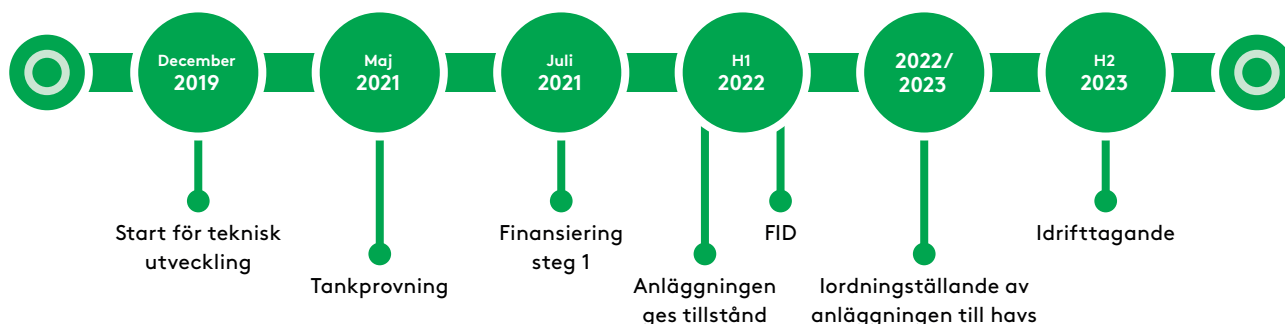 December
2019
Start för teknisk
utveckling
Maj
2021
Tankprovning
Juli
2021
Finansiering
steg 1
H1
2022
Anläggningen
ges tillstånd
FID
2022/
2023
Iordningställande av
anläggningen till havs
H2
2023
Idrifttagande